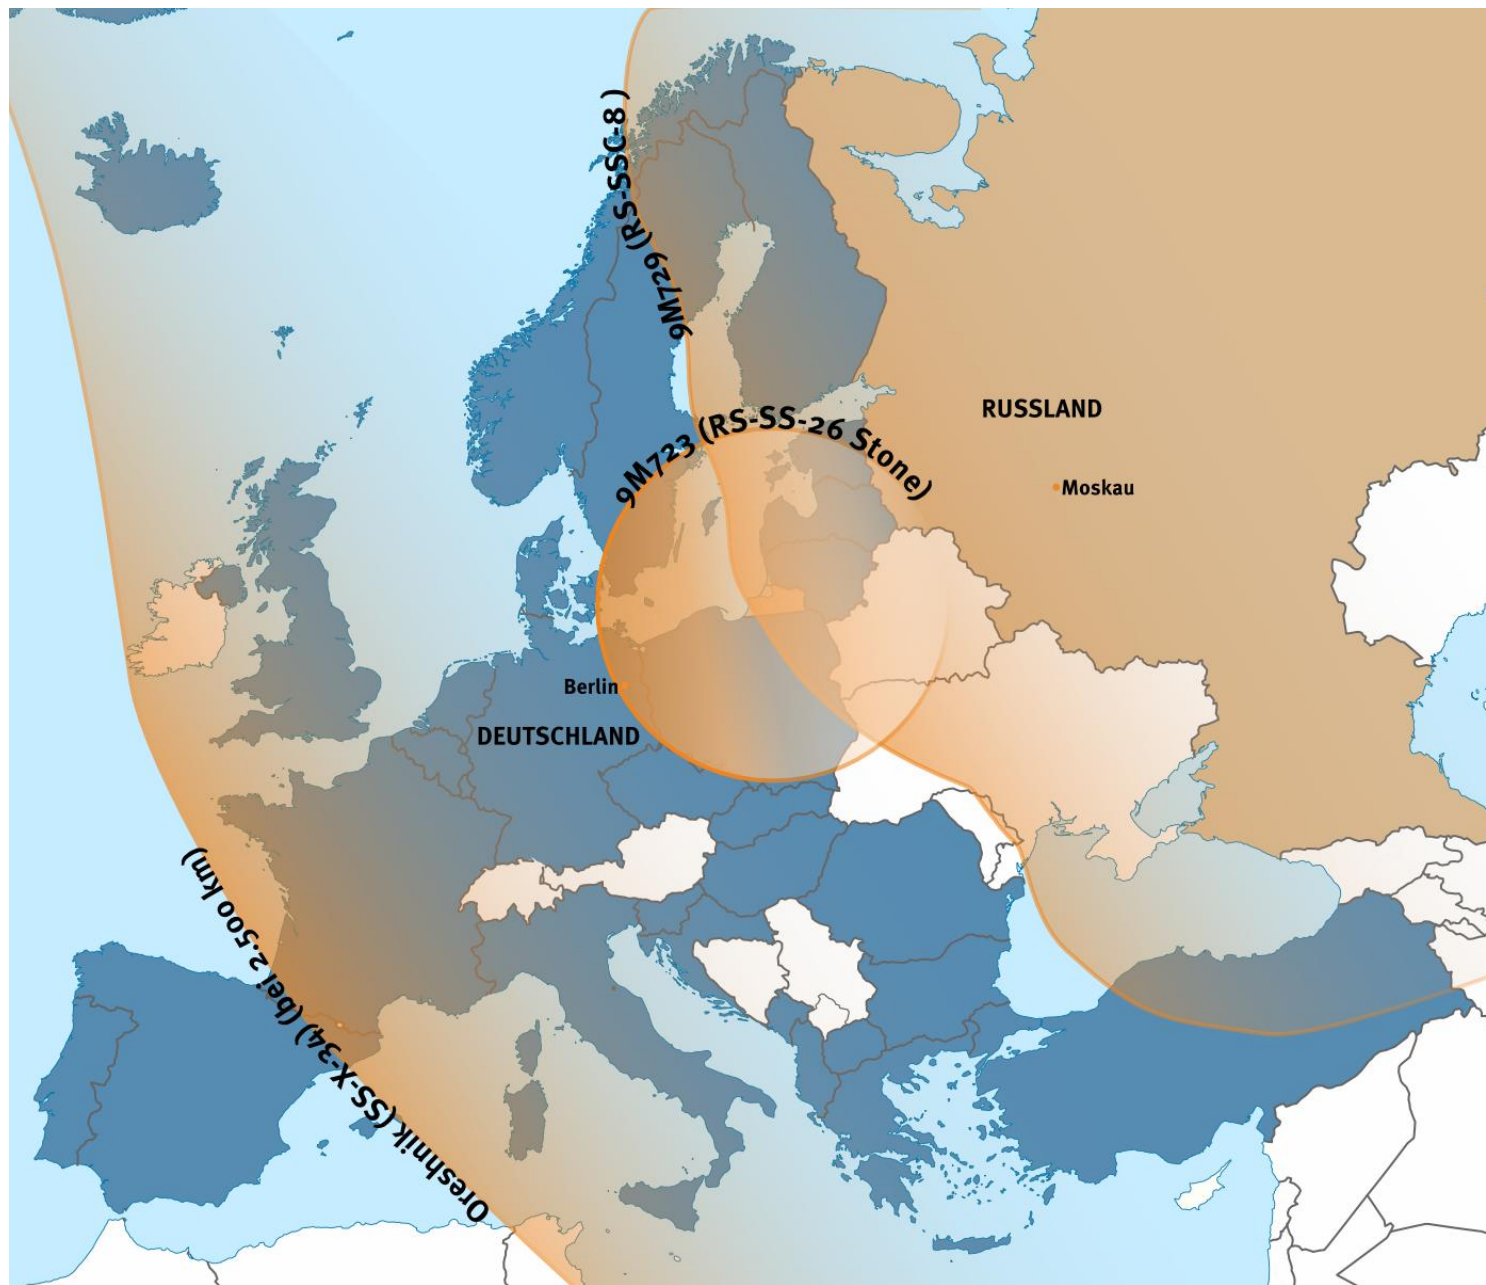 9M729 (RS-SSC-8 )
9M723 (RS-SS-26 Stone)
RUSSLAND
Moskau
Berlin
DEUTSCHLAND
Oreshnik (SS-X-34) (bei 2.500 km)